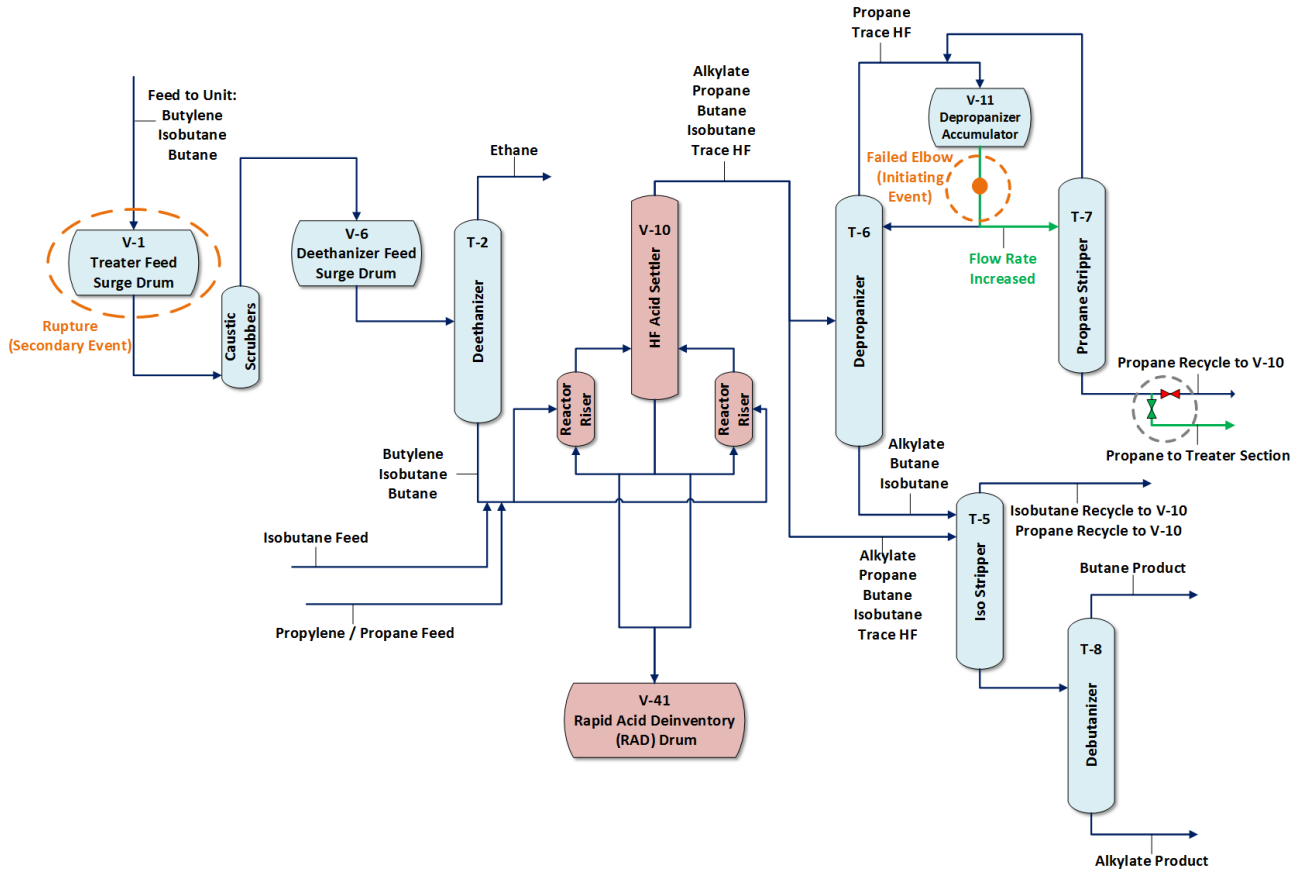 Feed to Unit:
Butylene
Isobutane
Butane
V-1
Treater Feed
Surge Drum
Rupture
(Secondary Event)
Caustic
Scrubbers
V-6
Deethanizer Feed
Surge Drum
Ethane
T-2
Deethanizer
Butylene
Isobutane
Butane
Isobutane Feed
Propylene / Propane Feed
Reactor
Riser
V-10
HF Acid Settler
Reactor
Riser
V-41
Rapid Acid Deinventory
(RAD) Drum
Alkylate
Propane
Butane
Isobutane
Trace HF
Propane
Trace HF
V-11
Depropanizer
Accumulator
Failed Elbow
(Initiating
Event)
T-6
Depropanizer
Flow Rate
Increased
T-7
Propane Stripper
Propane Recycle to V-10
Propane to Treater Section
Alkylate
Butane
Isobutane
Alkylate
Propane
Butane
Isobutane
Trace HF
T-5
Iso Stripper
Isobutane Recycle to V-10
Propane Recycle to V-10
Butane Product
T-8
Debutanizer
Alkylate Product